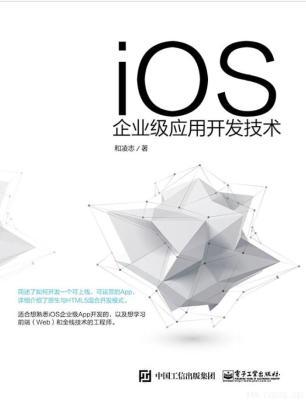 iOS
企业级应用开发技术
和凌志 / 著
简述了如何开发一个可上线、可运营的App,
详细介绍了原生与HTML5混合开发模式。
适合想熟悉iOS企业级App开发的，以及想学习
前端（Web）和全栈技术的工程师。
中国工信出版集团
电子工业出版社